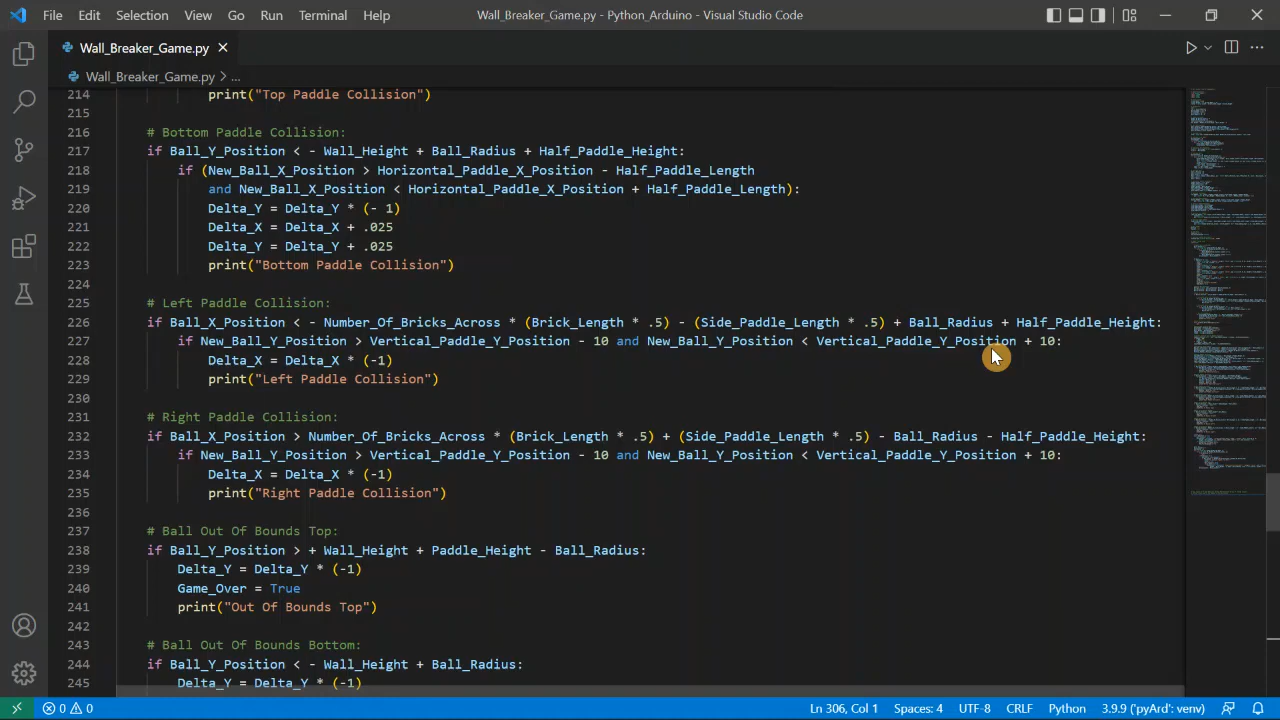 File Edit Selection View Go Run Terminal Help Wall_Breaker_Game.py - Python_Arduino - Visual Studio Code
Wall_Breaker_Game.py
Wall_Breaker_Game.py > ...
214 print("Top Paddle Collision")
215
216 # Bottom Paddle Collision:
217 if Ball_Y_Position < - Wall_Height + Ball_Radius + Half_Paddle_Height:
218 if (New_Ball_X_Position > Horizontal_Paddle_X_Position - Half_Paddle_Length
219 and New_Ball_X_Position < Horizontal_Paddle_X_Position + Half_Paddle_Length):
220 Delta_Y = Delta_Y * (- 1)
221 Delta_X = Delta_X + .025
222 Delta_Y = Delta_Y + .025
223 print("Bottom Paddle Collision")
224
225 # Left Paddle Collision:
226 if Ball_X_Position < - Number_Of_Bricks_Across * (Brick_Length * .5) - (Side_Paddle_Length * .5) + Ball_Radius + Half_Paddle_Height:
227 if New_Ball_Y_Position > Vertical_Paddle_Y_Position - 10 and New_Ball_Y_Position < Vertical_Paddle_Y_Position + 10:
228 Delta_X = Delta_X * (-1)
229 print("Left Paddle Collision")
230
231 # Right Paddle Collision:
232 if Ball_X_Position > Number_Of_Bricks_Across * (Brick_Length * .5) + (Side_Paddle_Length * .5) - Ball_Radius - Half_Paddle_Height:
233 if New_Ball_Y_Position > Vertical_Paddle_Y_Position - 10 and New_Ball_Y_Position < Vertical_Paddle_Y_Position + 10:
234 Delta_X = Delta_X * (-1)
235 print("Right Paddle Collision")
236
237 # Ball Out Of Bounds Top:
238 if Ball_Y_Position > + Wall_Height + Paddle_Height - Ball_Radius:
239 Delta_Y = Delta_Y * (-1)
240 Game_Over = True
241 print("Out Of Bounds Top")
242
243 # Ball Out Of Bounds Bottom:
244 if Ball_Y_Position < - Wall_Height + Ball_Radius:
245 Delta_Y = Delta_Y * (-1)
0 0 Ln 306, Col 1 Spaces: 4 UTF-8 CRLF Python 3.9.9 ('pyArd': venv)